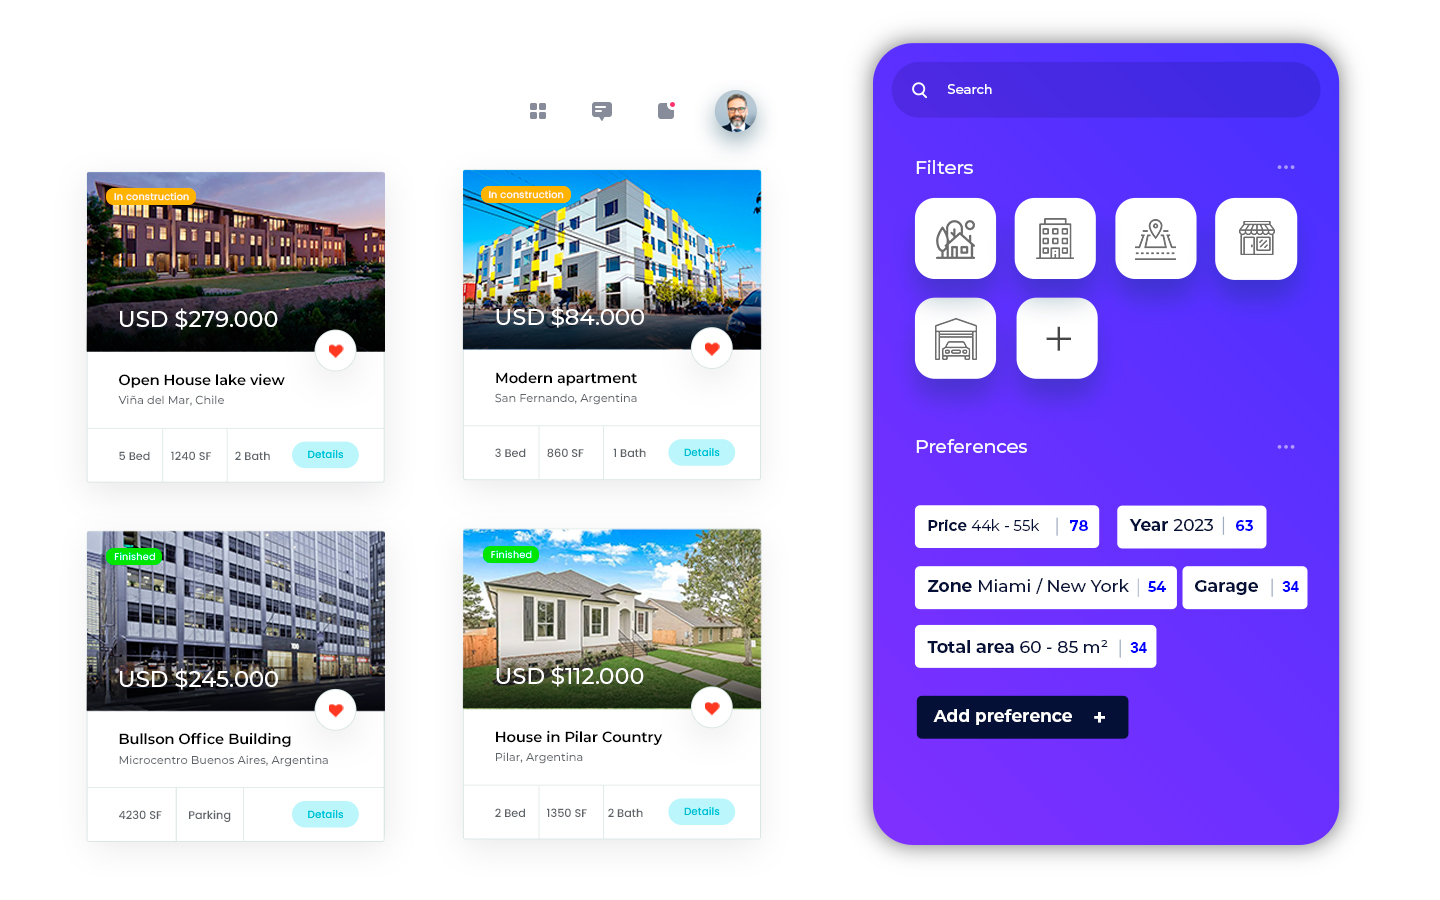 In construction
USD $279.000
Open House lake view
Viña del Mar, Chile
5 Bed
1240 SF
2 Bath
Details
In construction
USD $84.000
Modern apartment
San Fernando, Argentina
3 Bed
860 SF
1 Bath
Details
Finished
100
USD $245.000
Bullson Office Building
Microcentro Buenos Aires, Argentina
4230 SF
Parking
Details
Finished
USD $112.000
House in Pilar Country
Pilar, Argentina
2 Bed
1350 SF
2 Bath
Details
Search
Filters
Preferences
Price 44k - 55k | 78
Year 2023 | 63
Zone Miami / New York | 54
Garage | 34
Total area 60 - 85 m² | 34
Add preference +